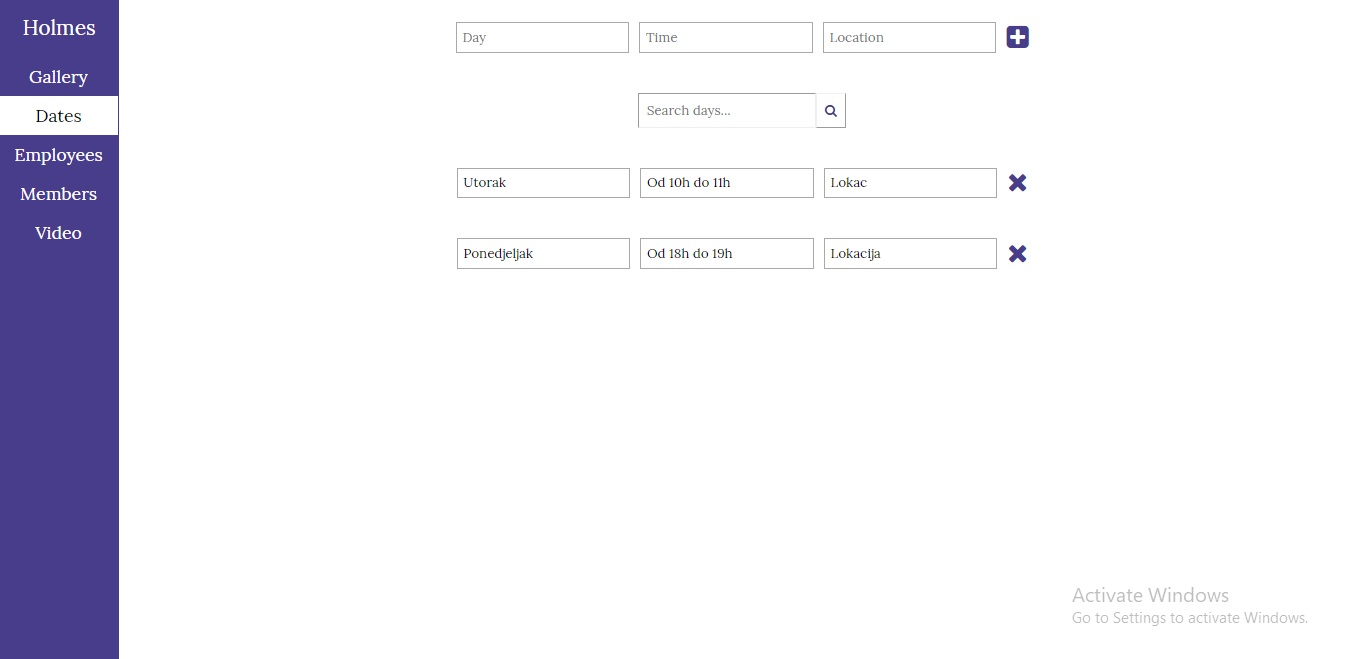 Holmes
Gallery
Dates
Employees
Members
Video
Day Time Location
Search days...
Utorak Od 10h do 11h Lokac
Ponedjeljak Od 18h do 19h Lokacija
Activate Windows
Go to Settings to activate Windows.